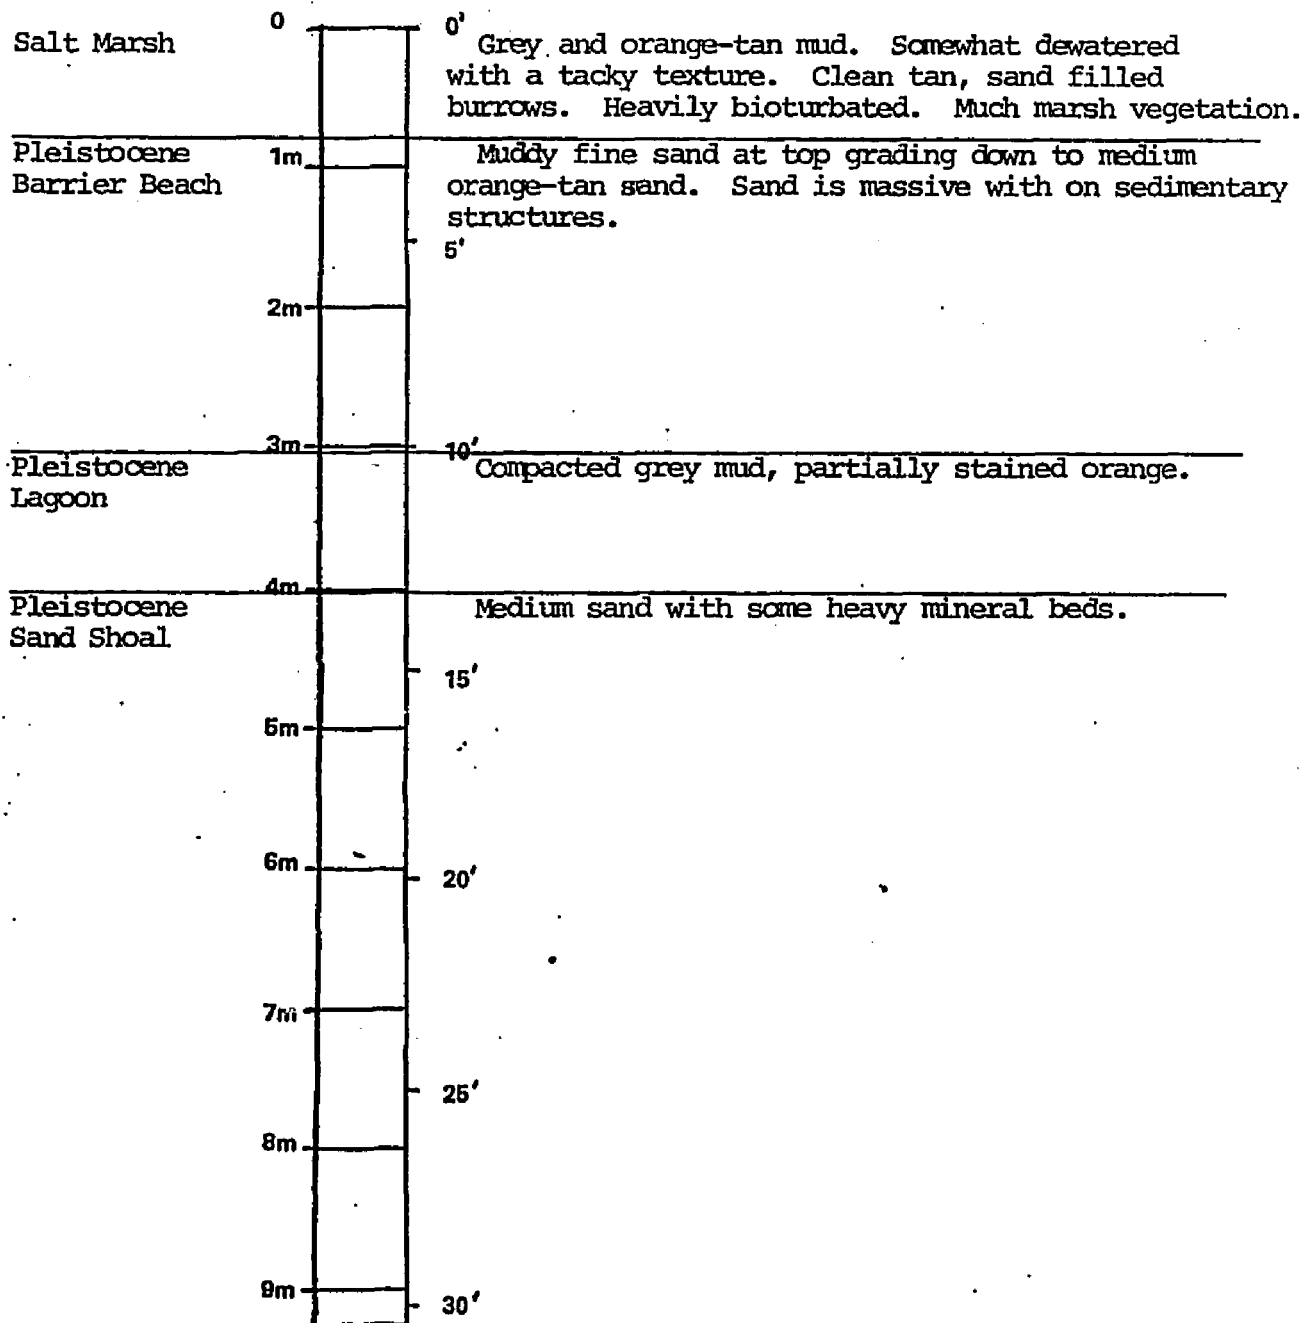 0 0'
Salt Marsh
Grey and orange-tan mud. Somewhat dewatered
with a tacky texture. Clean tan, sand filled
burrows. Heavily bioturbated. Much marsh vegetation.
Pleistocene
Barrier Beach
1m
Muddy fine sand at top grading down to medium
orange-tan sand. Sand is massive with on sedimentary
structures.
5'
2m
3m 10'
Pleistocene
Lagoon
Compacted grey mud, partially stained orange.
4m
Pleistocene
Sand Shoal
Medium sand with some heavy mineral beds.
15'
5m
6m 20'
7m
25'
8m
9m 30'